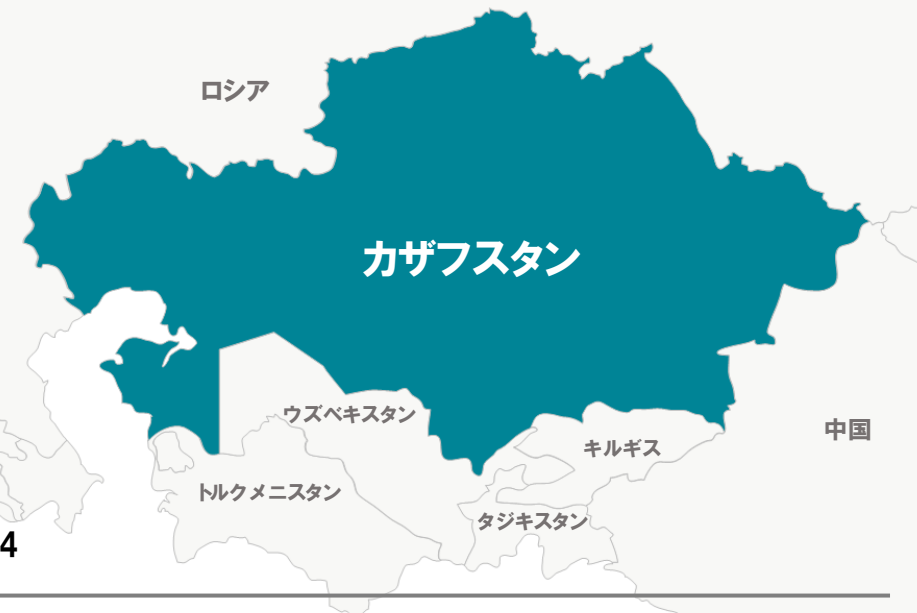 ロシア
カザフスタン
ウズベキスタン
中国
キルギス
トルクメニスタン
タジキスタン
4